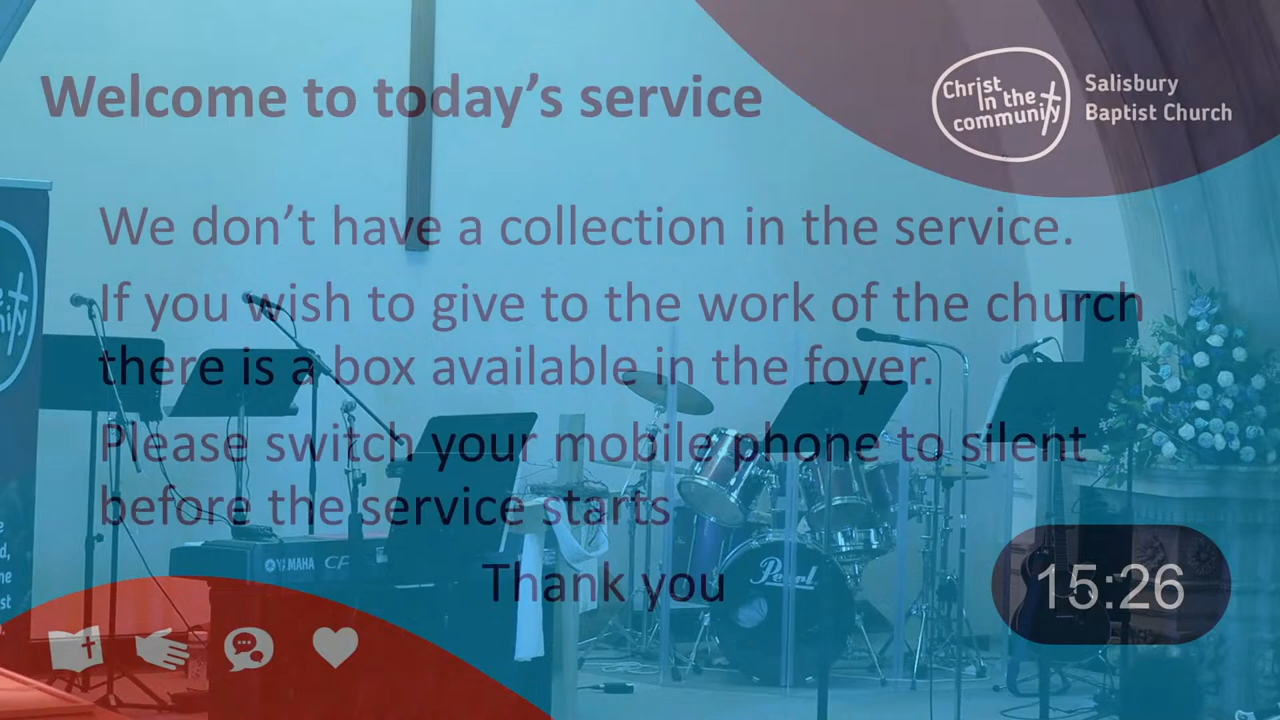 Welcome to today's service
Christ
in the
community
Salisbury
Baptist Church
We don't have a collection in the service.
If you wish to give to the work of the church
there is a box available in the foyer.
Please switch your mobile phone to silent
before the service starts
Thank you
YAMAHA CP
Pearl
15:26